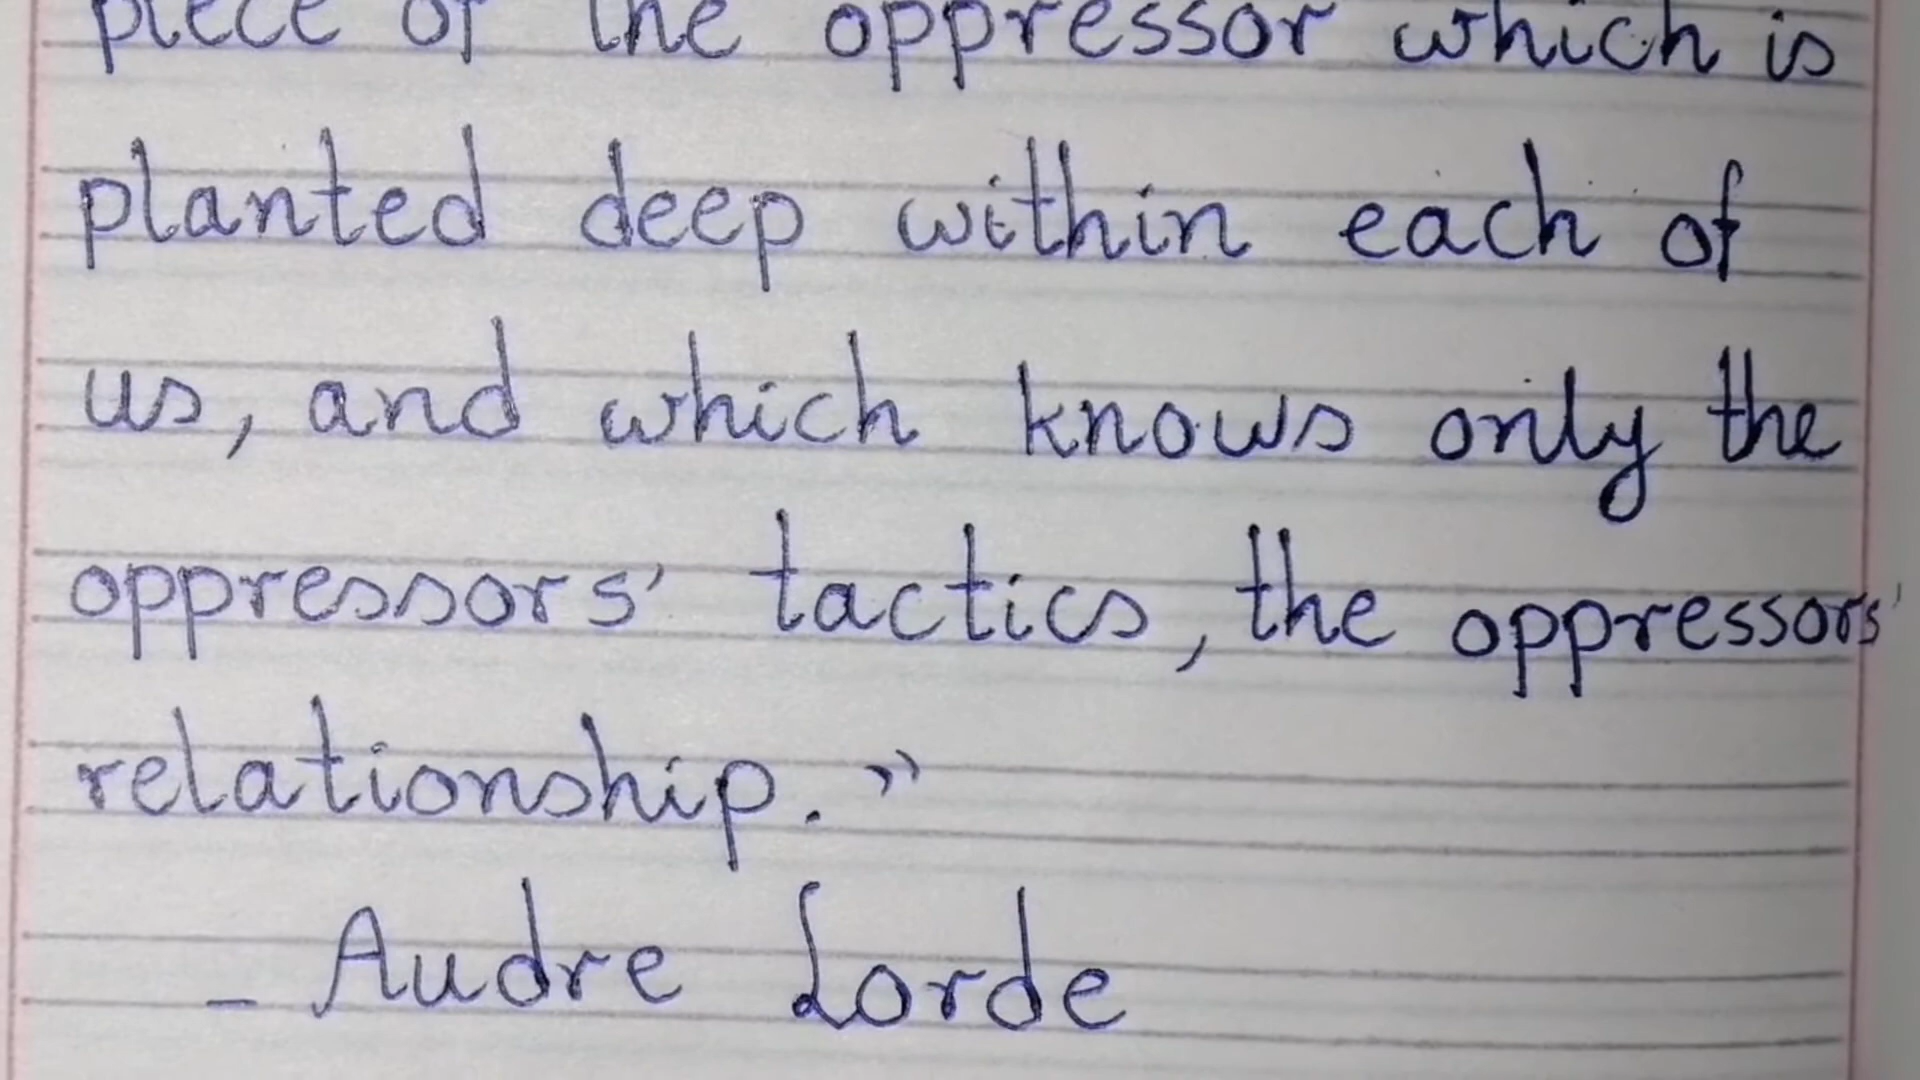 piece of the oppressor which is
planted deep within each of
us, and which knows only the
oppressors' tactics, the oppressors'
relationship."
- Audre Lorde